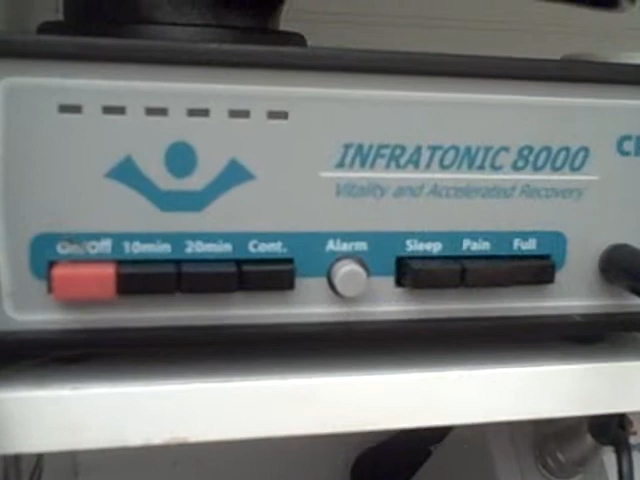 INFRATONIC 8000
Vitality and Accelerated Recovery
On/Off 10min 20min Cont. Alarm Sleep Pain Full